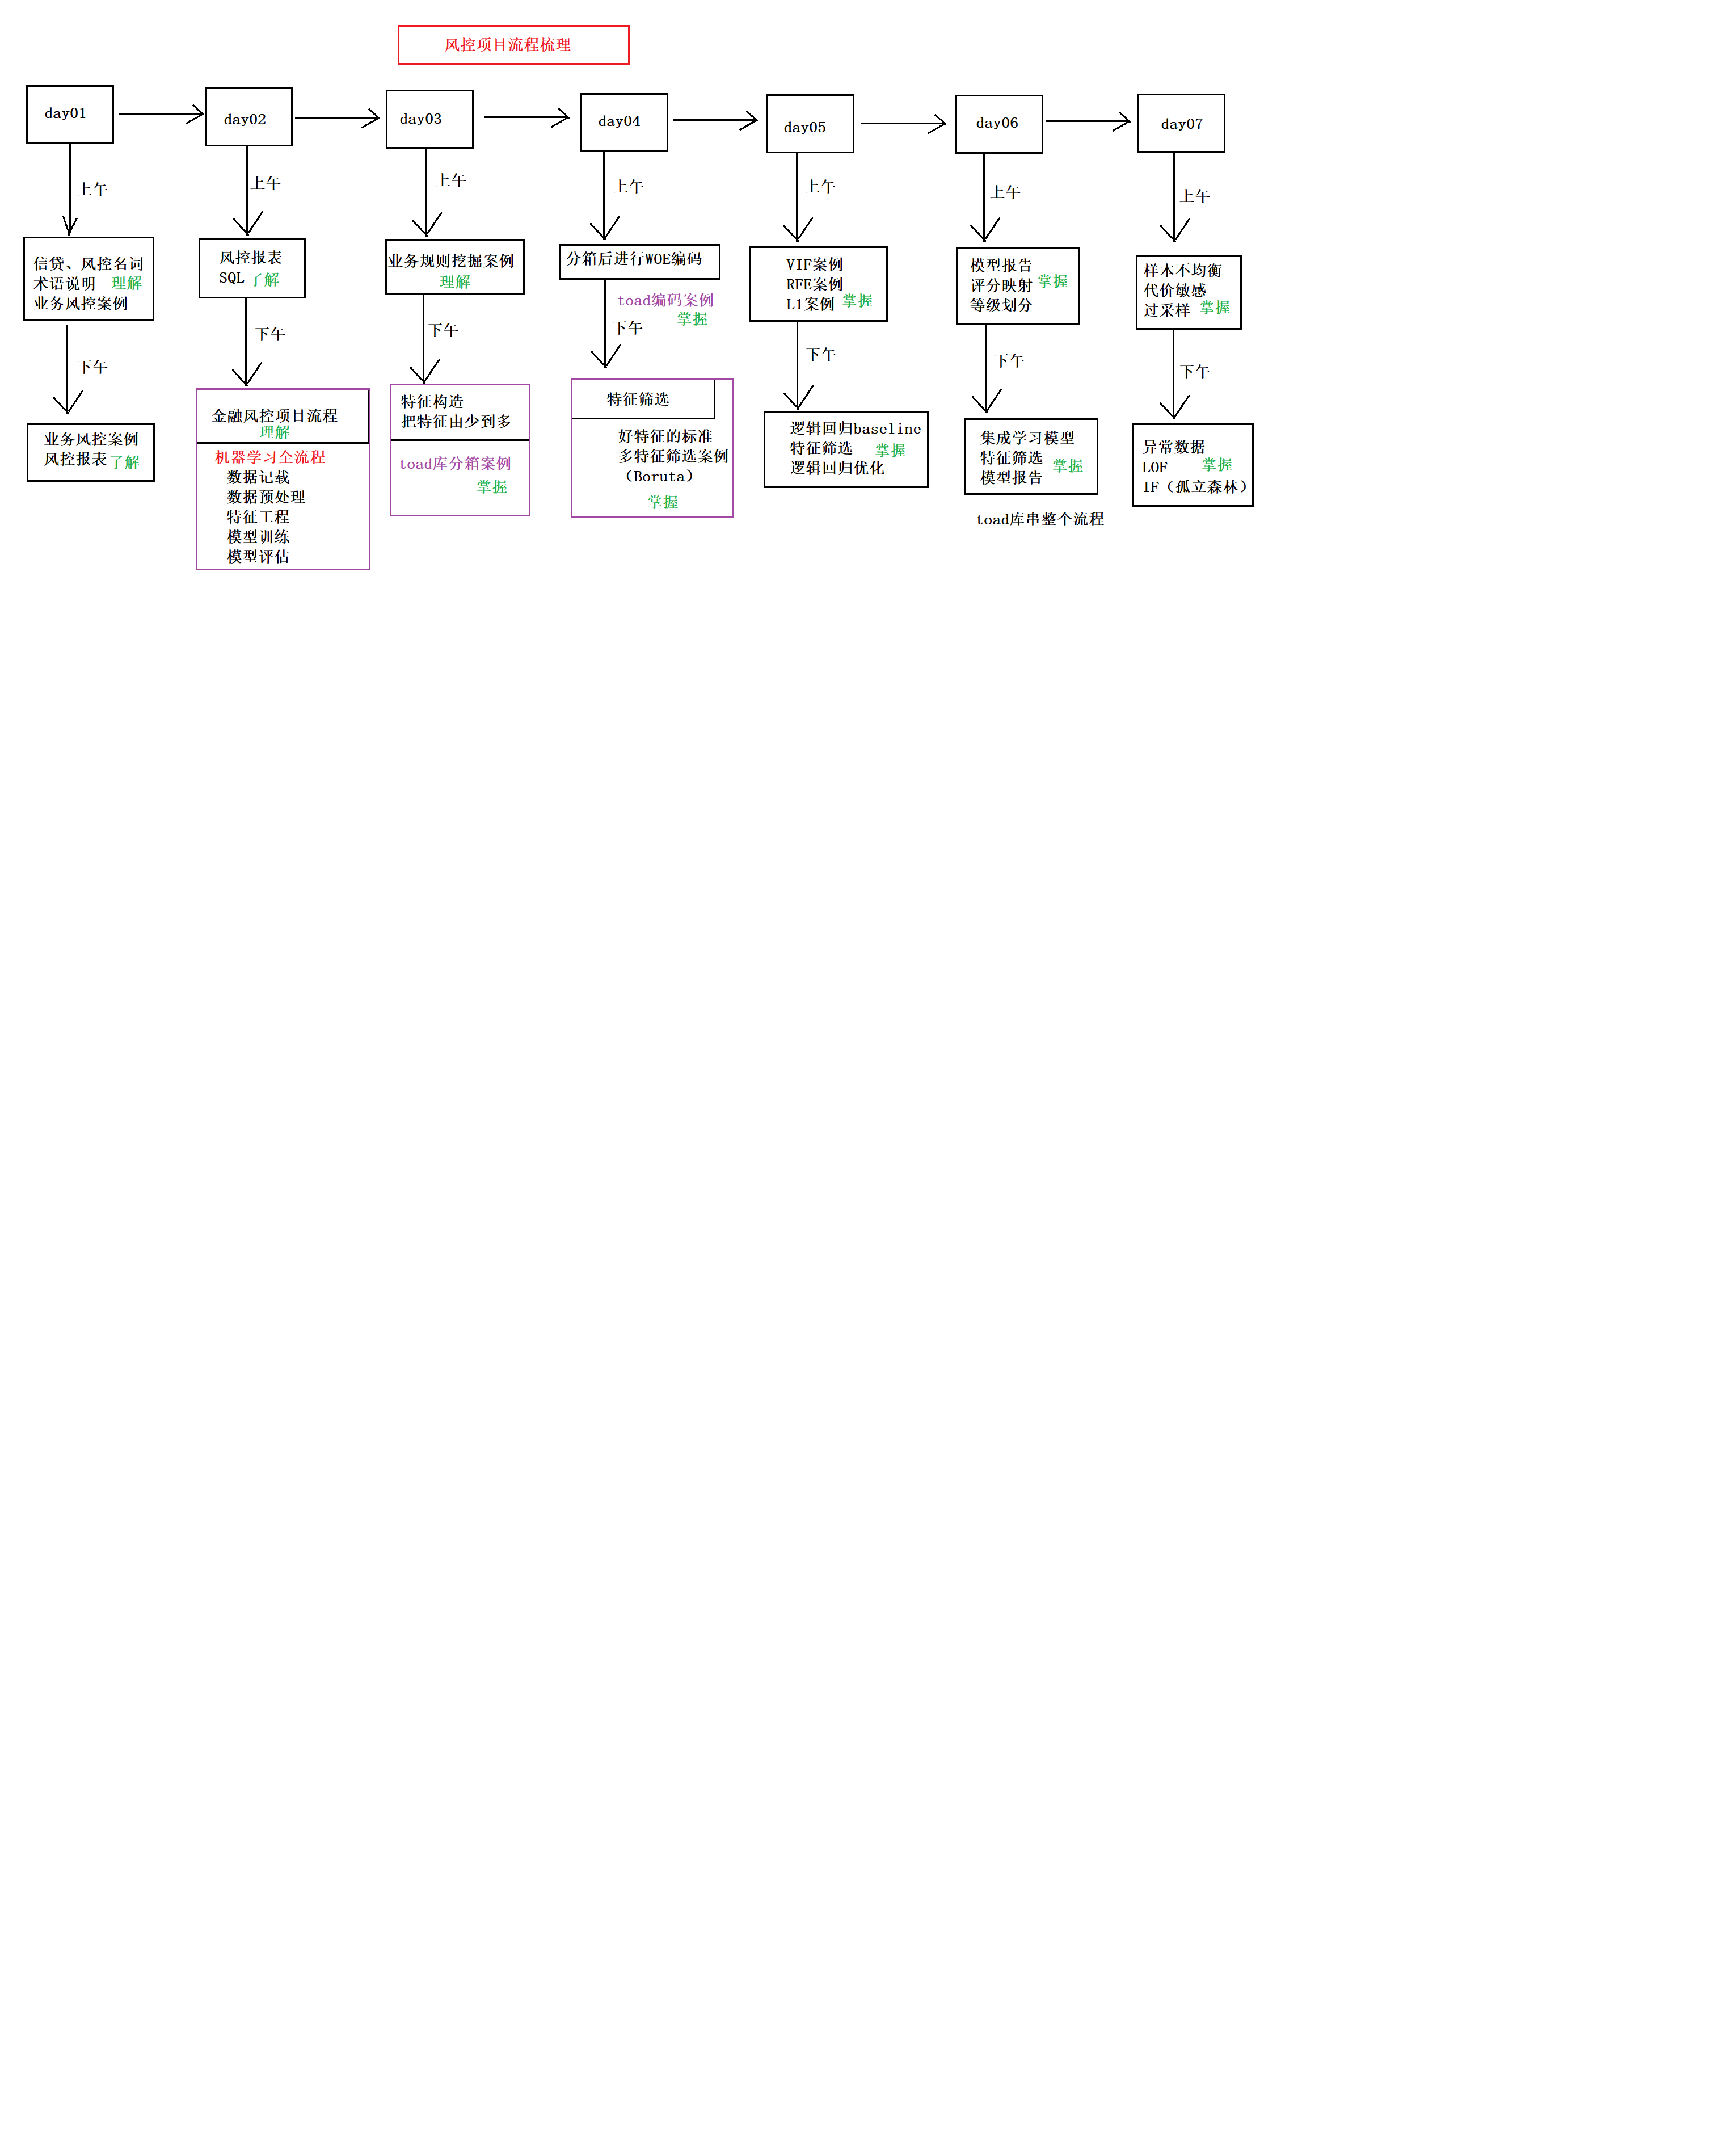 风控项目流程梳理
day01
day02
day03
day04
day05
day06
day07
上午
上午
上午
上午
上午
上午
上午
信贷、风控名词
术语说明 理解
业务风控案例
风控报表
SQL 了解
业务规则挖掘案例
理解
分箱后进行WOE编码
toad编码案例
掌握
VIF案例
RFE案例
L1案例 掌握
模型报告
评分映射 掌握
等级划分
样本不均衡
代价敏感
过采样 掌握
下午
下午
下午
下午
下午
下午
下午
业务风控案例
风控报表 了解
金融风控项目流程
理解
机器学习全流程
数据记载
数据预处理
特征工程
模型训练
模型评估
特征构造
把特征由少到多
toad库分箱案例
掌握
特征筛选
好特征的标准
多特征筛选案例
（Boruta）
掌握
逻辑回归baseline
特征筛选 掌握
逻辑回归优化
集成学习模型
特征筛选 掌握
模型报告
toad库串整个流程
异常数据
LOF 掌握
IF（孤立森林）